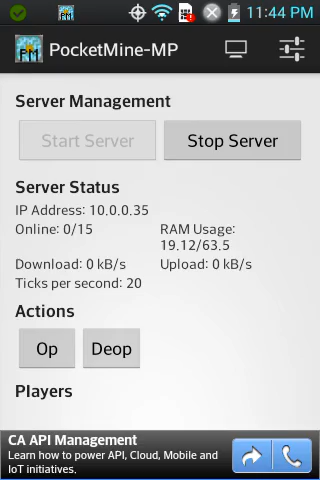 11:44 PM
PM
PocketMine-MP
Server Management
Start Server
Stop Server
Server Status
IP Address: 10.0.0.35
Online: 0/15
RAM Usage:
19.12/63.5
Download: 0 kB/s
Upload: 0 kB/s
Ticks per second: 20
Actions
Op
Deop
Players
CA API Management
Learn how to power API, Cloud, Mobile and
IoT initiatives.